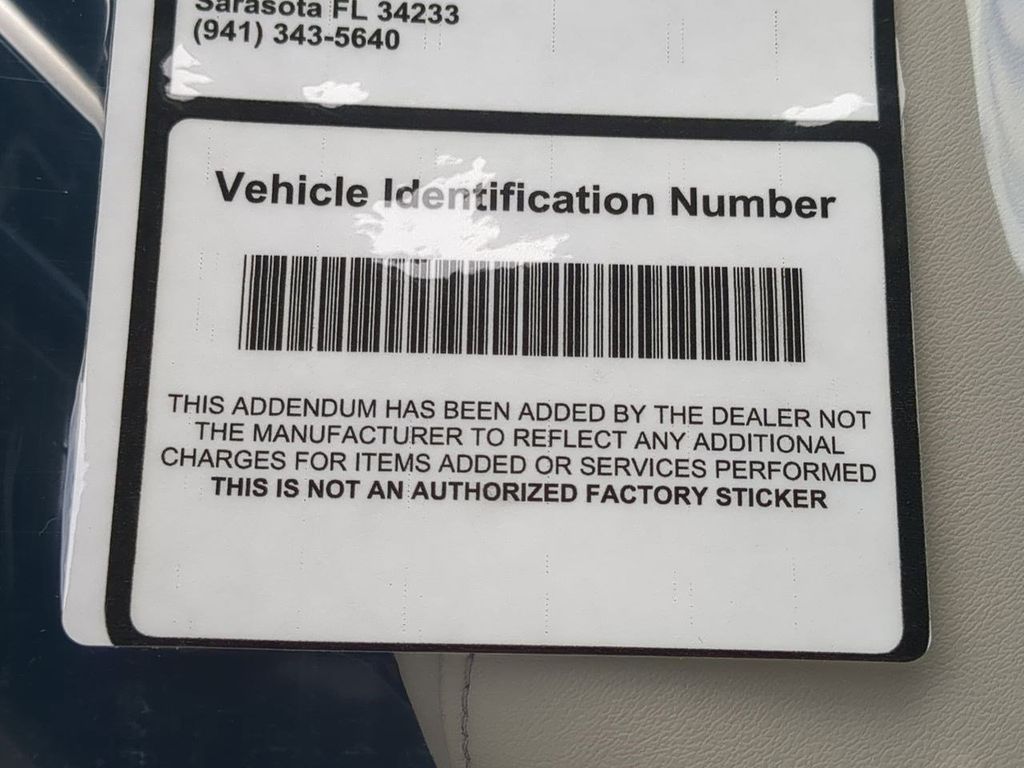 Sarasota FL 34233
(941) 343-5640
Vehicle Identification Number
THIS ADDENDUM HAS BEEN ADDED BY THE DEALER NOT
THE MANUFACTURER TO REFLECT ANY ADDITIONAL
CHARGES FOR ITEMS ADDED OR SERVICES PERFORMED
THIS IS NOT AN AUTHORIZED FACTORY STICKER